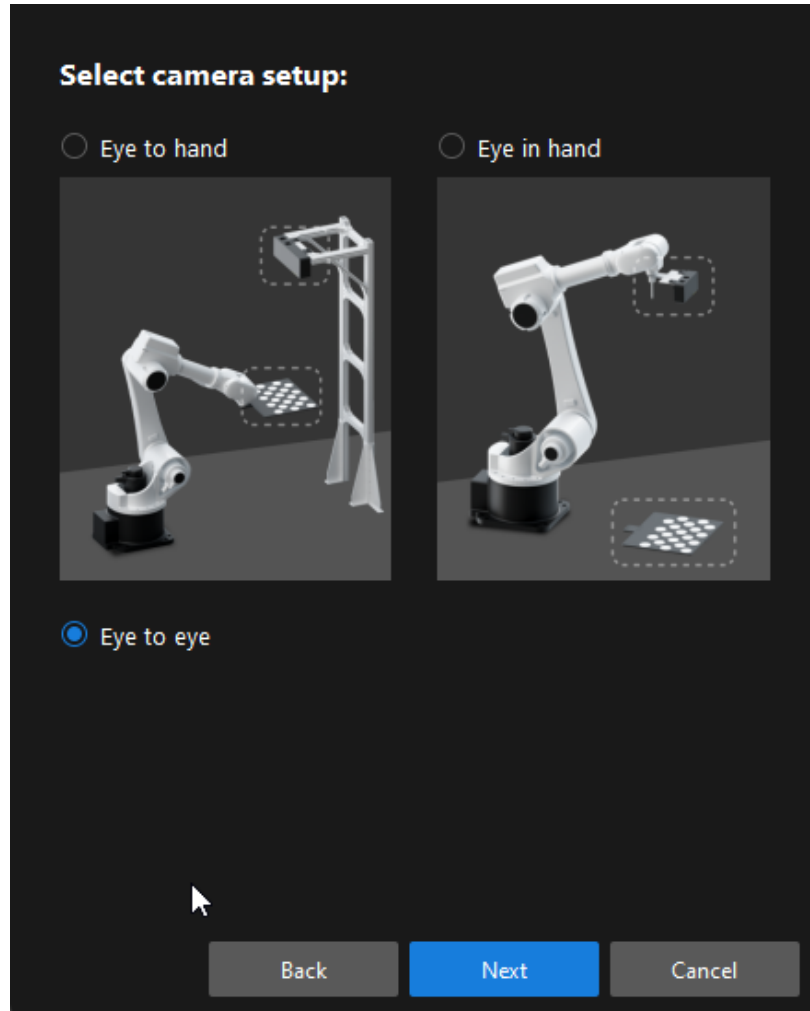 Select camera setup:
Eye to hand
Eye in hand
Eye to eye
Back
Next
Cancel